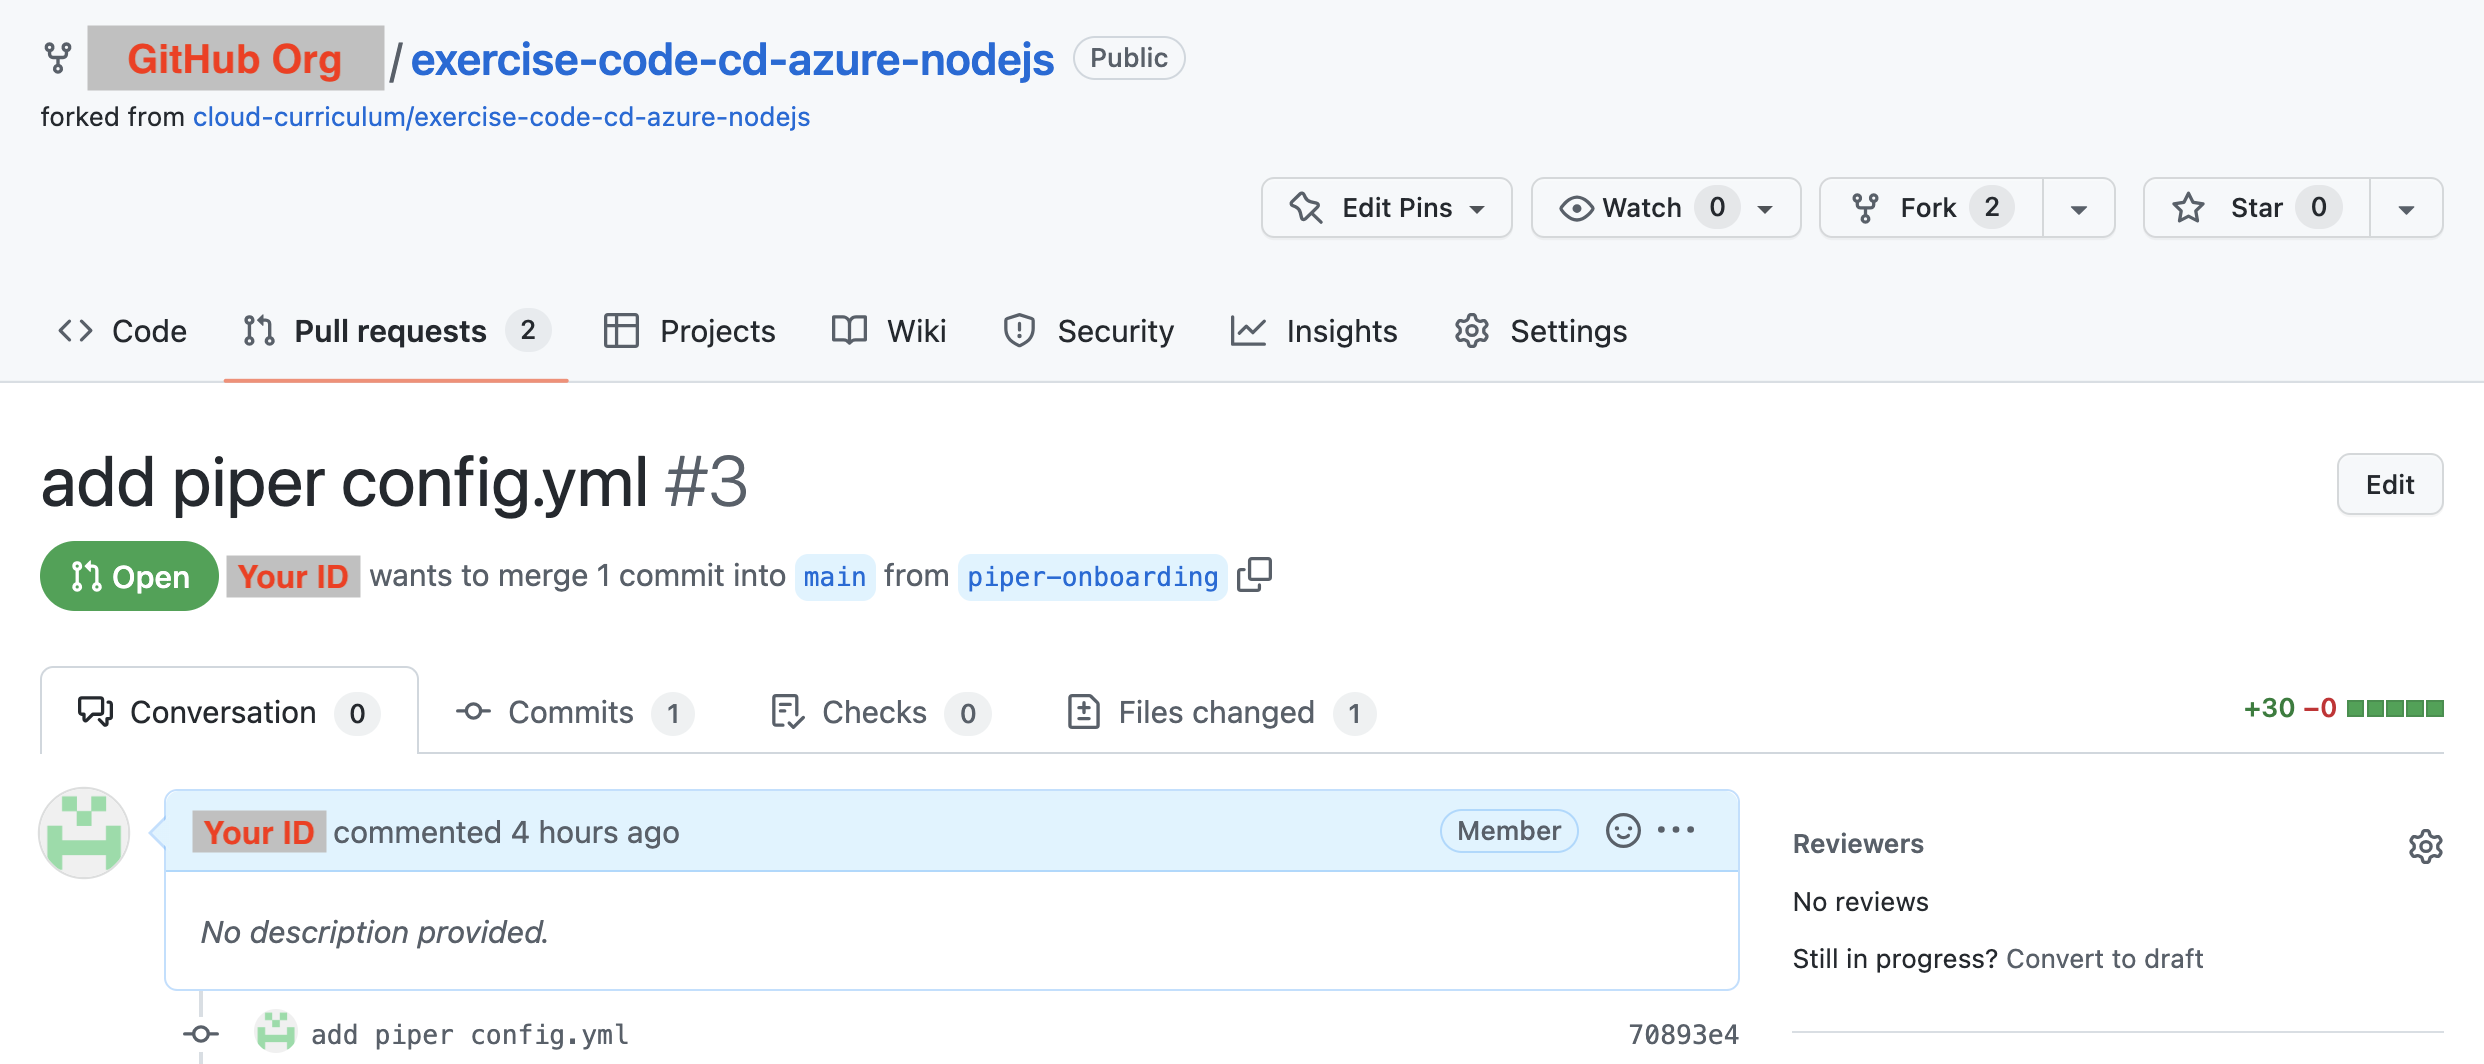 GitHub Org / exercise-code-cd-azure-nodejs Public
forked from cloud-curriculum/exercise-code-cd-azure-nodejs
Edit Pins Watch 0 Fork 2 Star 0
Code Pull requests 2 Projects Wiki Security Insights Settings
add piper config.yml #3 Edit
Open Your ID wants to merge 1 commit into main from piper-onboarding
Conversation 0 Commits 1 Checks 0 Files changed 1 +30 −0
Your ID commented 4 hours ago Member
No description provided.
add piper config.yml 70893e4
Reviewers
No reviews
Still in progress? Convert to draft